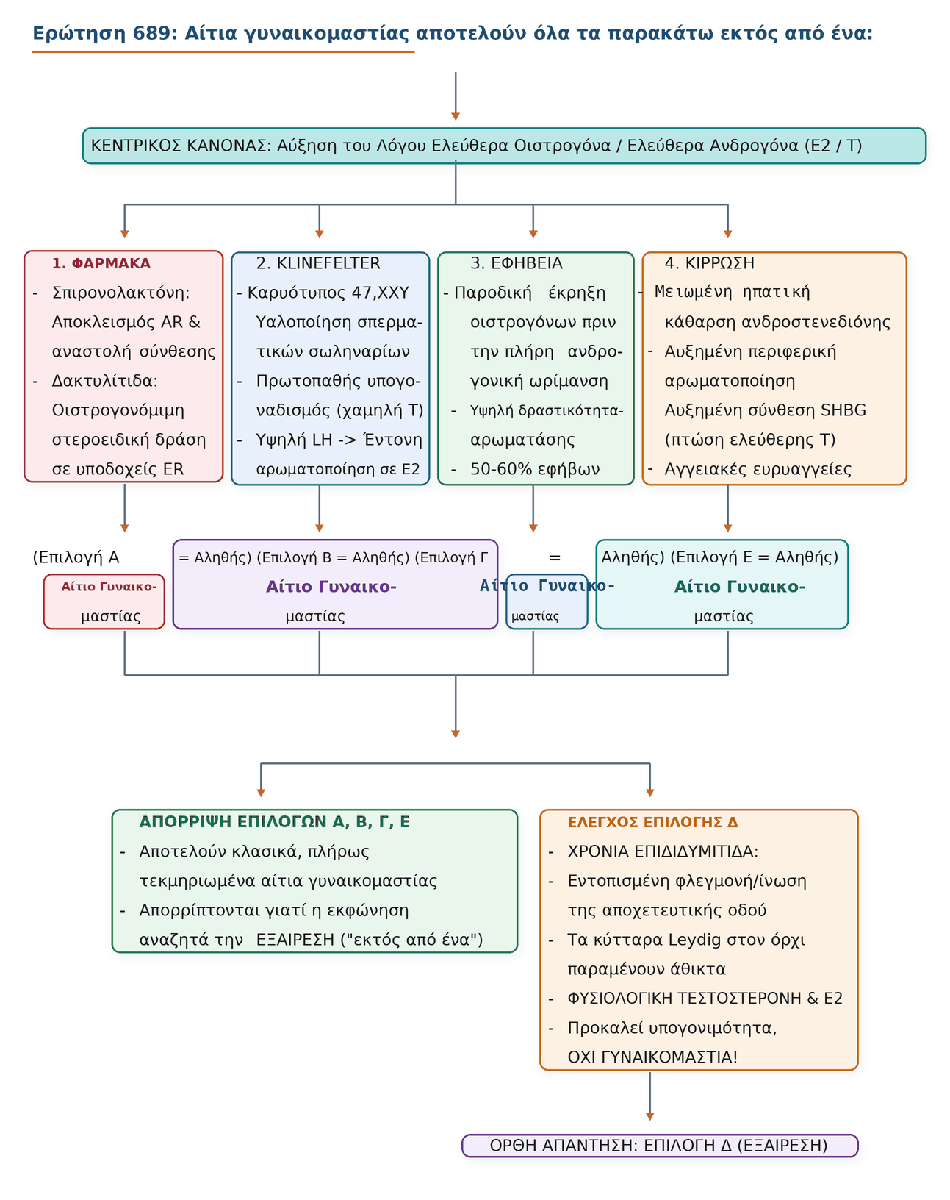 Ερώτηση 689: Αίτια γυναικομαστίας αποτελούν όλα τα παρακάτω εκτός από ένα:
ΚΕΝΤΡΙΚΟΣ ΚΑΝΟΝΑΣ: Αύξηση του Λόγου Ελεύθερα Οιστρογόνα / Ελεύθερα Ανδρογόνα (E2 / T)
1. ΦΑΡΜΑΚΑ
- Σπιρονολακτόνη:
Αποκλεισμός AR &
αναστολή σύνθεσης
- Δακτυλίτιδα:
Οιστρογονόμιμη
στεροειδική δράση
σε υποδοχείς ER
2. KLINEFELTER
- Καρυότυπος 47,XXY
Υαλοποίηση σπερμα-
τικών σωληναρίων
- Πρωτοπαθής υπογο-
ναδισμός (χαμηλή T)
- Υψηλή LH -> Έντονη
αρωματοποίηση σε E2
3. ΕΦΗΒΕΙΑ
- Παροδική έκρηξη
οιστρογόνων πριν
την πλήρη ανδρο-
γονική ωρίμανση
- Υψηλή δραστικότητα-
αρωματάσης
- 50-60% εφήβων
4. ΚΙΡΡΩΣΗ
- Μειωμένη ηπατική
κάθαρση ανδροστενεδιόνης
- Αυξημένη περιφερική
αρωματοποίηση
Αυξημένη σύνθεση SHBG
(πτώση ελεύθερης T)
- Αγγειακές ευρυαγγείες
(Επιλογή Α = Αληθής) (Επιλογή Β = Αληθής) (Επιλογή Γ = Αληθής) (Επιλογή Ε = Αληθής)
Αίτιο Γυναικο- Αίτιο Γυναικο- Αίτιο Γυναικο- Αίτιο Γυναικο-
μαστίας μαστίας μαστίας μαστίας
ΑΠΟΡΡΙΨΗ ΕΠΙΛΟΓΩΝ Α, Β, Γ, Ε
- Αποτελούν κλασικά, πλήρως
τεκμηριωμένα αίτια γυναικομαστίας
- Απορρίπτονται γιατί η εκφώνηση
αναζητά την ΕΞΑΙΡΕΣΗ ("εκτός από ένα")
ΕΛΕΓΧΟΣ ΕΠΙΛΟΓΗΣ Δ
- ΧΡΟΝΙΑ ΕΠΙΔΙΔΥΜΙΤΙΔΑ:
- Εντοπισμένη φλεγμονή/ίνωση
της αποχετευτικής οδού
- Τα κύτταρα Leydig στον όρχι
παραμένουν άθικτα
- ΦΥΣΙΟΛΟΓΙΚΗ ΤΕΣΤΟΣΤΕΡΟΝΗ & E2
- Προκαλεί υπογονιμότητα,
ΟΧΙ ΓΥΝΑΙΚΟΜΑΣΤΙΑ!
ΟΡΘΗ ΑΠΑΝΤΗΣΗ: ΕΠΙΛΟΓΗ Δ (ΕΞΑΙΡΕΣΗ)